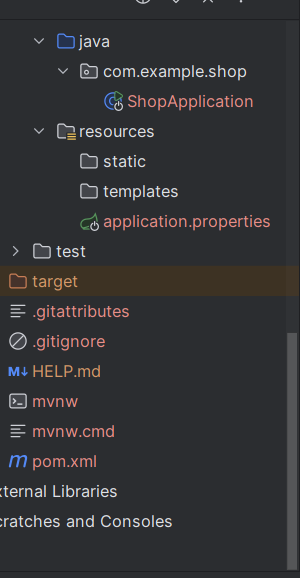 java
com.example.shop
ShopApplication
resources
static
templates
application.properties
test
target
.gitattributes
.gitignore
M↓ HELP.md
mvnw
mvnw.cmd
m pom.xml
xternal Libraries
cratches and Consoles